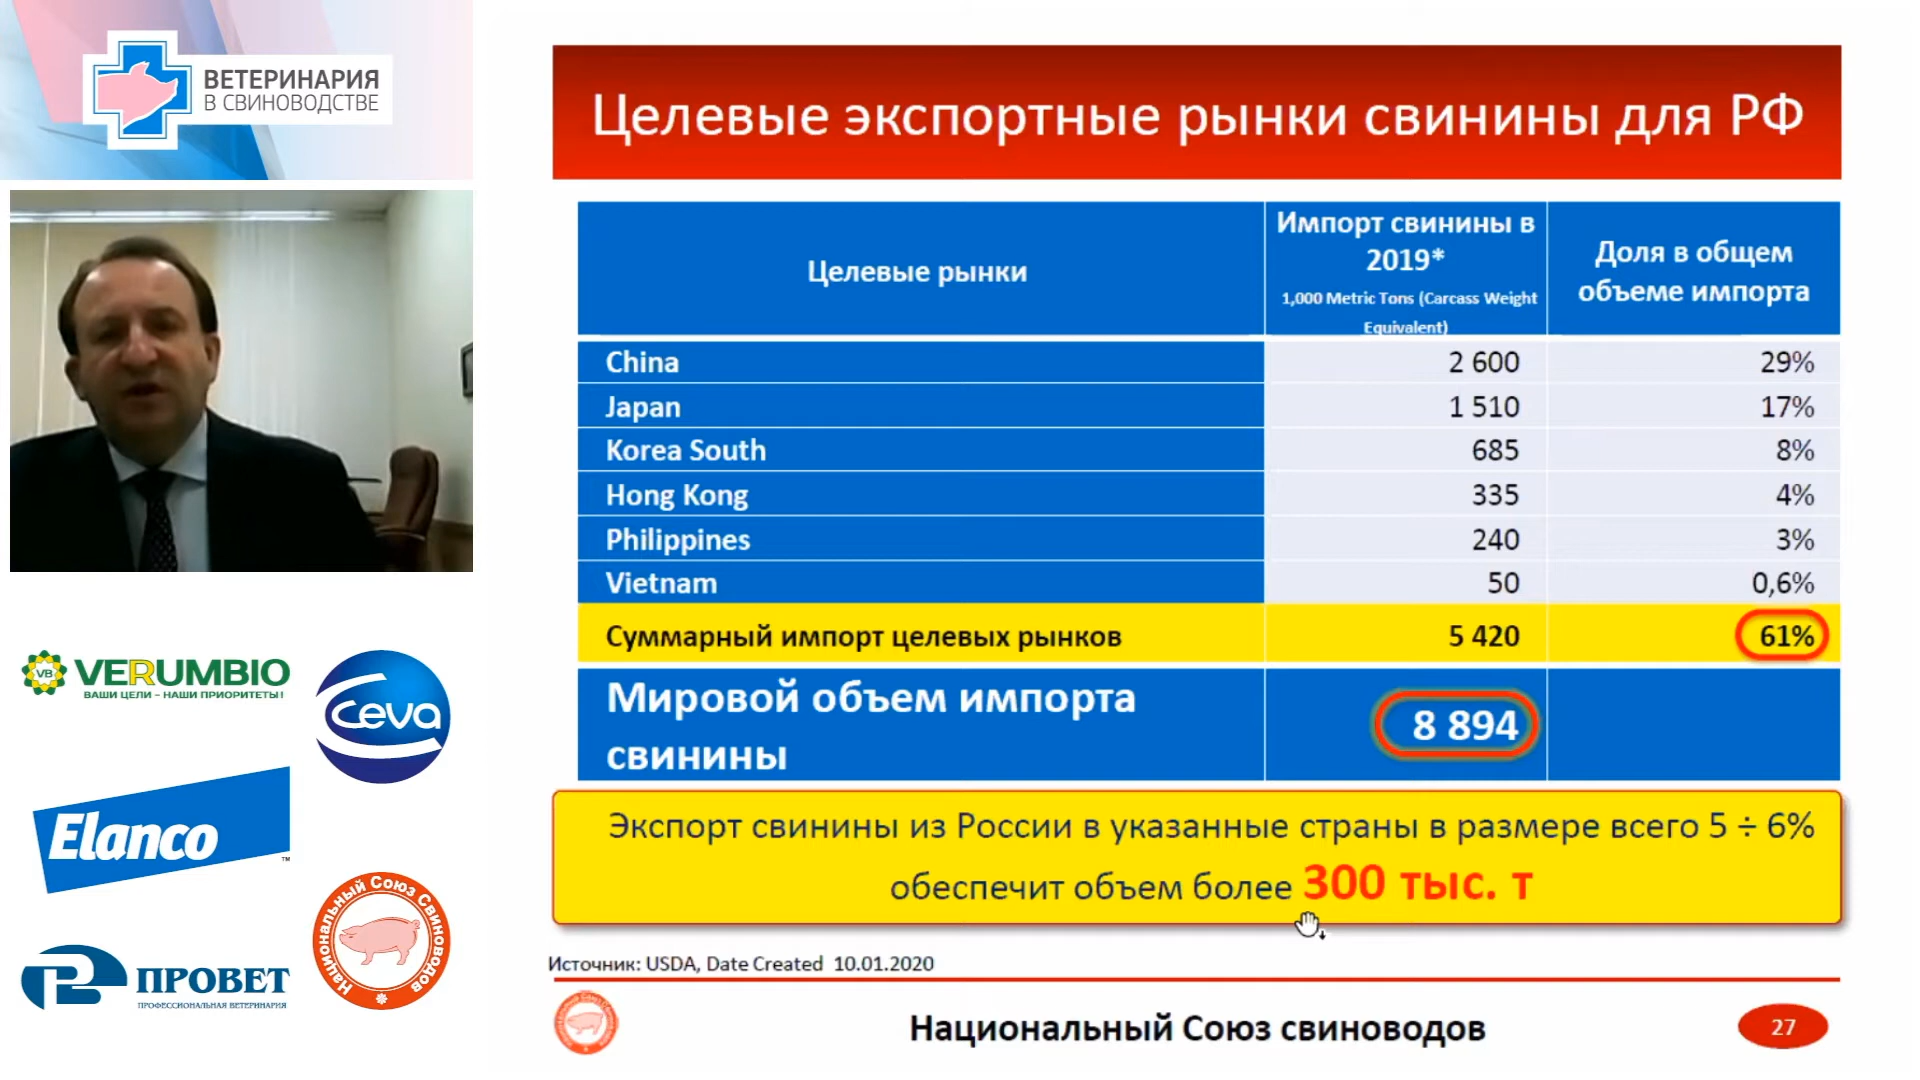 ВЕТЕРИНАРИЯ
В СВИНОВОДСТВЕ
Целевые экспортные рынки свинины для РФ
Целевые рынки
Импорт свинины в
2019*
1,000 Metric Tons (Carcass Weight
Equivalent)
Доля в общем
объеме импорта
China 2 600 29%
Japan 1 510 17%
Korea South 685 8%
Hong Kong 335 4%
Philippines 240 3%
Vietnam 50 0,6%
Суммарный импорт целевых рынков 5 420 61%
Мировой объем импорта
свинины
8 894
Экспорт свинины из России в указанные страны в размере всего 5 ÷ 6%
обеспечит объем более 300 тыс. т
Источник: USDA, Date Created 10.01.2020
Национальный Союз свиноводов
27
VB VERUMBIO
ВАШИ ЦЕЛИ – НАШИ ПРИОРИТЕТЫ!
Ceva
Elanco
™
Национальный Союз Свиноводов
ПРОВЕТ
ПРОФЕССИОНАЛЬНАЯ ВЕТЕРИНАРИЯ